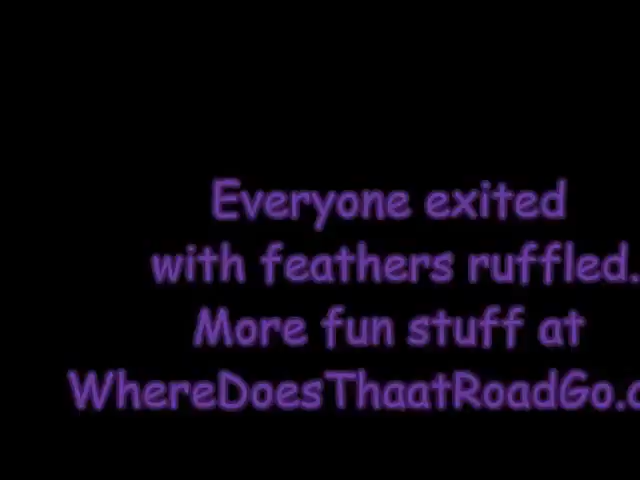 Everyone exited
with feathers ruffled.
More fun stuff at
WhereDoesThaatRoadGo.